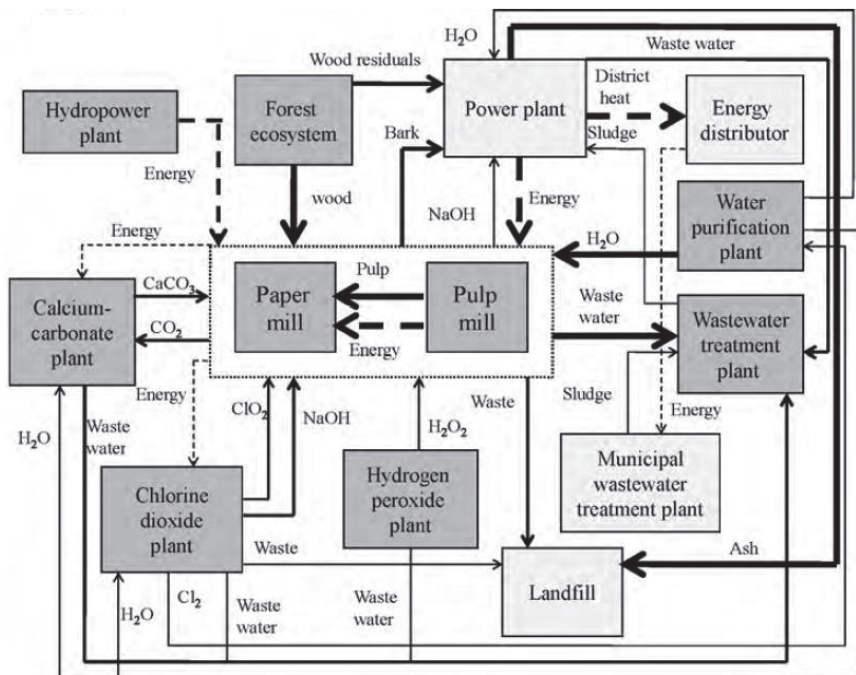 H2O
Waste water
Wood residuals
District
heat
Hydropower
plant
Forest
ecosystem
Power plant
Energy
distributor
Bark
Sludge
Energy
wood
NaOH
Energy
Water
purification
plant
Energy
H2O
CaCO3
Pulp
Calcium-
carbonate
plant
Paper
mill
Pulp
mill
Waste
water
Wastewater
treatment
plant
CO2
Energy
Energy
ClO2
NaOH
Waste
Sludge
Energy
H2O
Waste
water
H2O2
Chlorine
dioxide
plant
Hydrogen
peroxide
plant
Municipal
wastewater
treatment plant
Waste
Ash
Landfill
H2O
Cl2
Waste
water
Waste
water